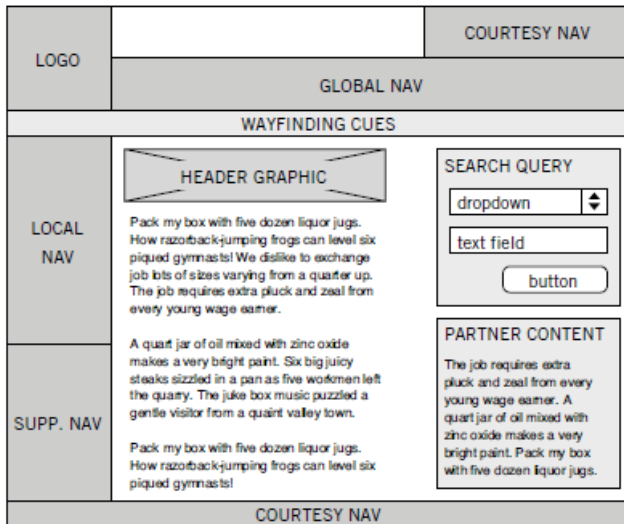 LOGO
COURTESY NAV
GLOBAL NAV
WAYFINDING CUES
LOCAL
NAV
SUPP. NAV
HEADER GRAPHIC
Pack my box with five dozen liquor jugs.
How razorback-jumping frogs can level six
piqued gymnasts! We dislike to exchange
job lots of sizes varying from a quarter up.
The job requires extra pluck and zeal from
every young wage earner.
A quart jar of oil mixed with zinc oxide
makes a very bright paint. Six big juicy
steaks sizzled in a pan as five workmen left
the quarry. The juke box music puzzled a
gentle visitor from a quaint valley town.
Pack my box with five dozen liquor jugs.
How razorback-jumping frogs can level six
piqued gymnasts!
SEARCH QUERY
dropdown
text field
button
PARTNER CONTENT
The job requires extra
pluck and zeal from every
young wage earner. A
quart jar of oil mixed with
zinc oxide makes a very
bright paint. Pack my box
with five dozen liquor jugs.
COURTESY NAV